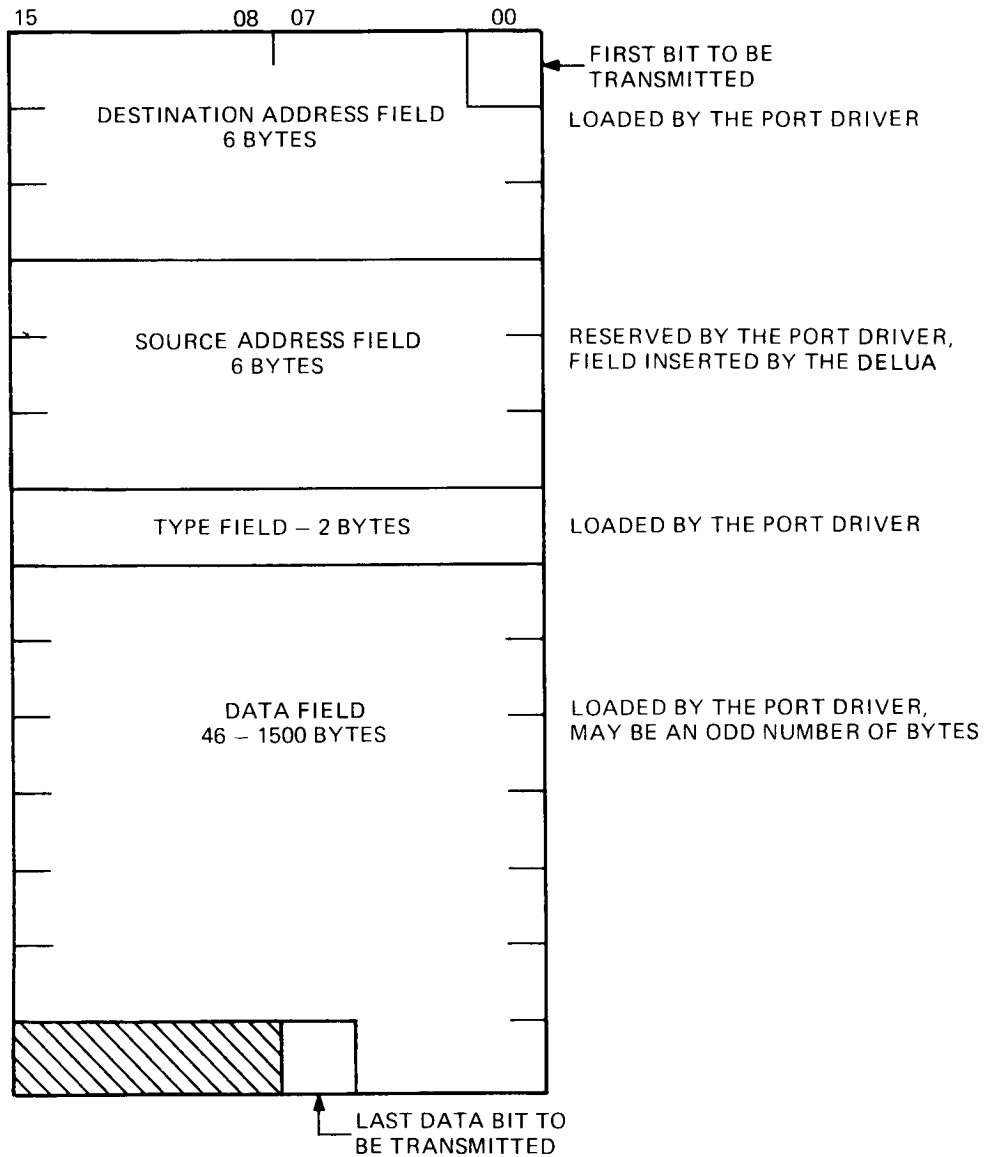 15 08 07 00
FIRST BIT TO BE
TRANSMITTED
DESTINATION ADDRESS FIELD
6 BYTES
LOADED BY THE PORT DRIVER
SOURCE ADDRESS FIELD
6 BYTES
RESERVED BY THE PORT DRIVER,
FIELD INSERTED BY THE DELUA
TYPE FIELD – 2 BYTES
LOADED BY THE PORT DRIVER
DATA FIELD
46 – 1500 BYTES
LOADED BY THE PORT DRIVER,
MAY BE AN ODD NUMBER OF BYTES
LAST DATA BIT TO
BE TRANSMITTED